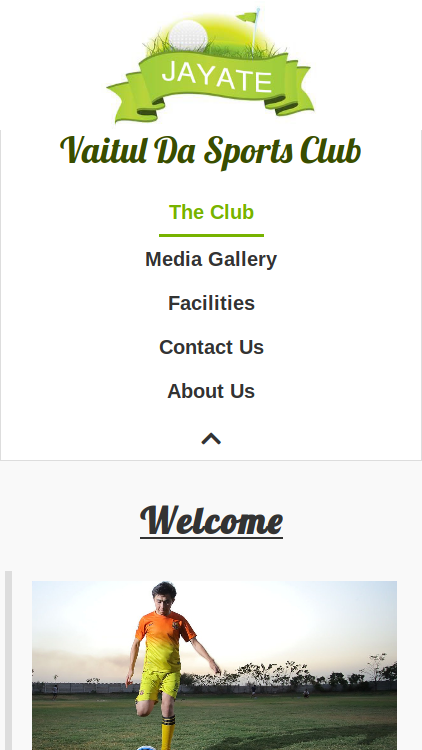 JAYATE
Vaitul Da Sports Club
The Club
Media Gallery
Facilities
Contact Us
About Us
Welcome